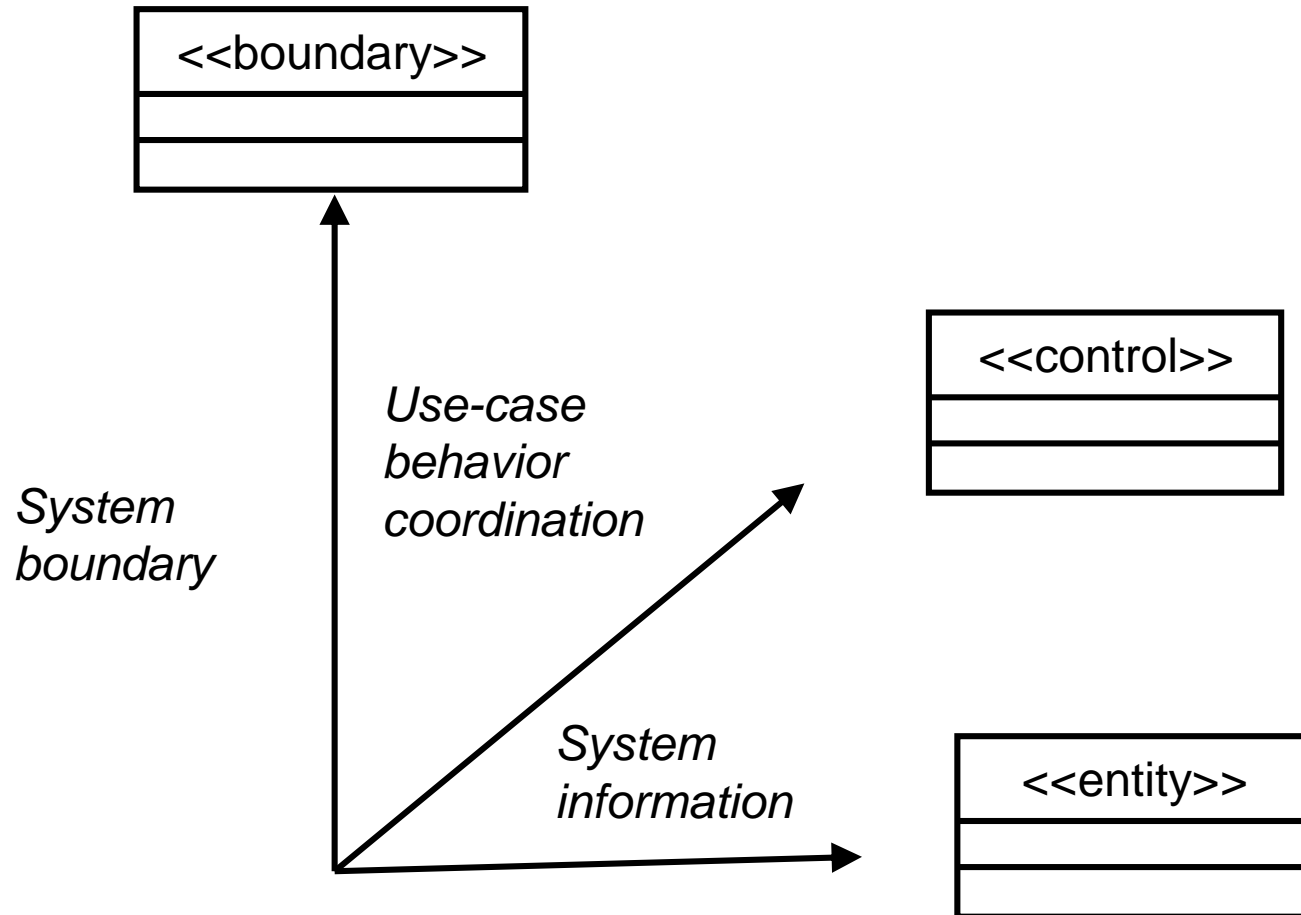 <<boundary>>
<<control>>
Use-case
behavior
coordination
System
boundary
System
information
<<entity>>